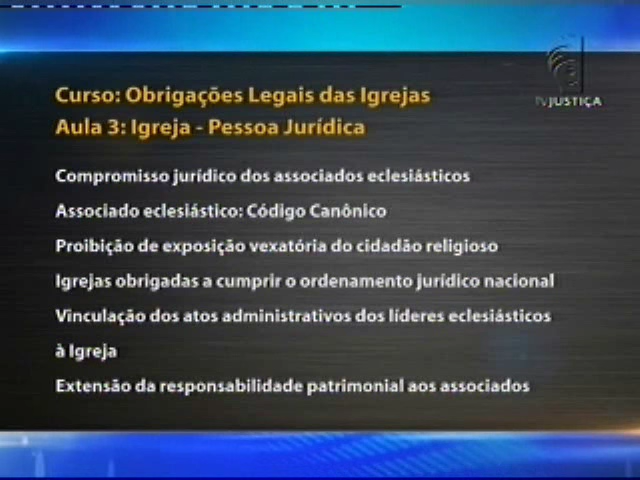 Curso: Obrigações Legais das Igrejas
TV JUSTIÇA
Aula 3: Igreja - Pessoa Jurídica
Compromisso jurídico dos associados eclesiásticos
Associado eclesiástico: Código Canônico
Proibição de exposição vexatória do cidadão religioso
Igrejas obrigadas a cumprir o ordenamento jurídico nacional
Vinculação dos atos administrativos dos líderes eclesiásticos
à Igreja
Extensão da responsabilidade patrimonial aos associados